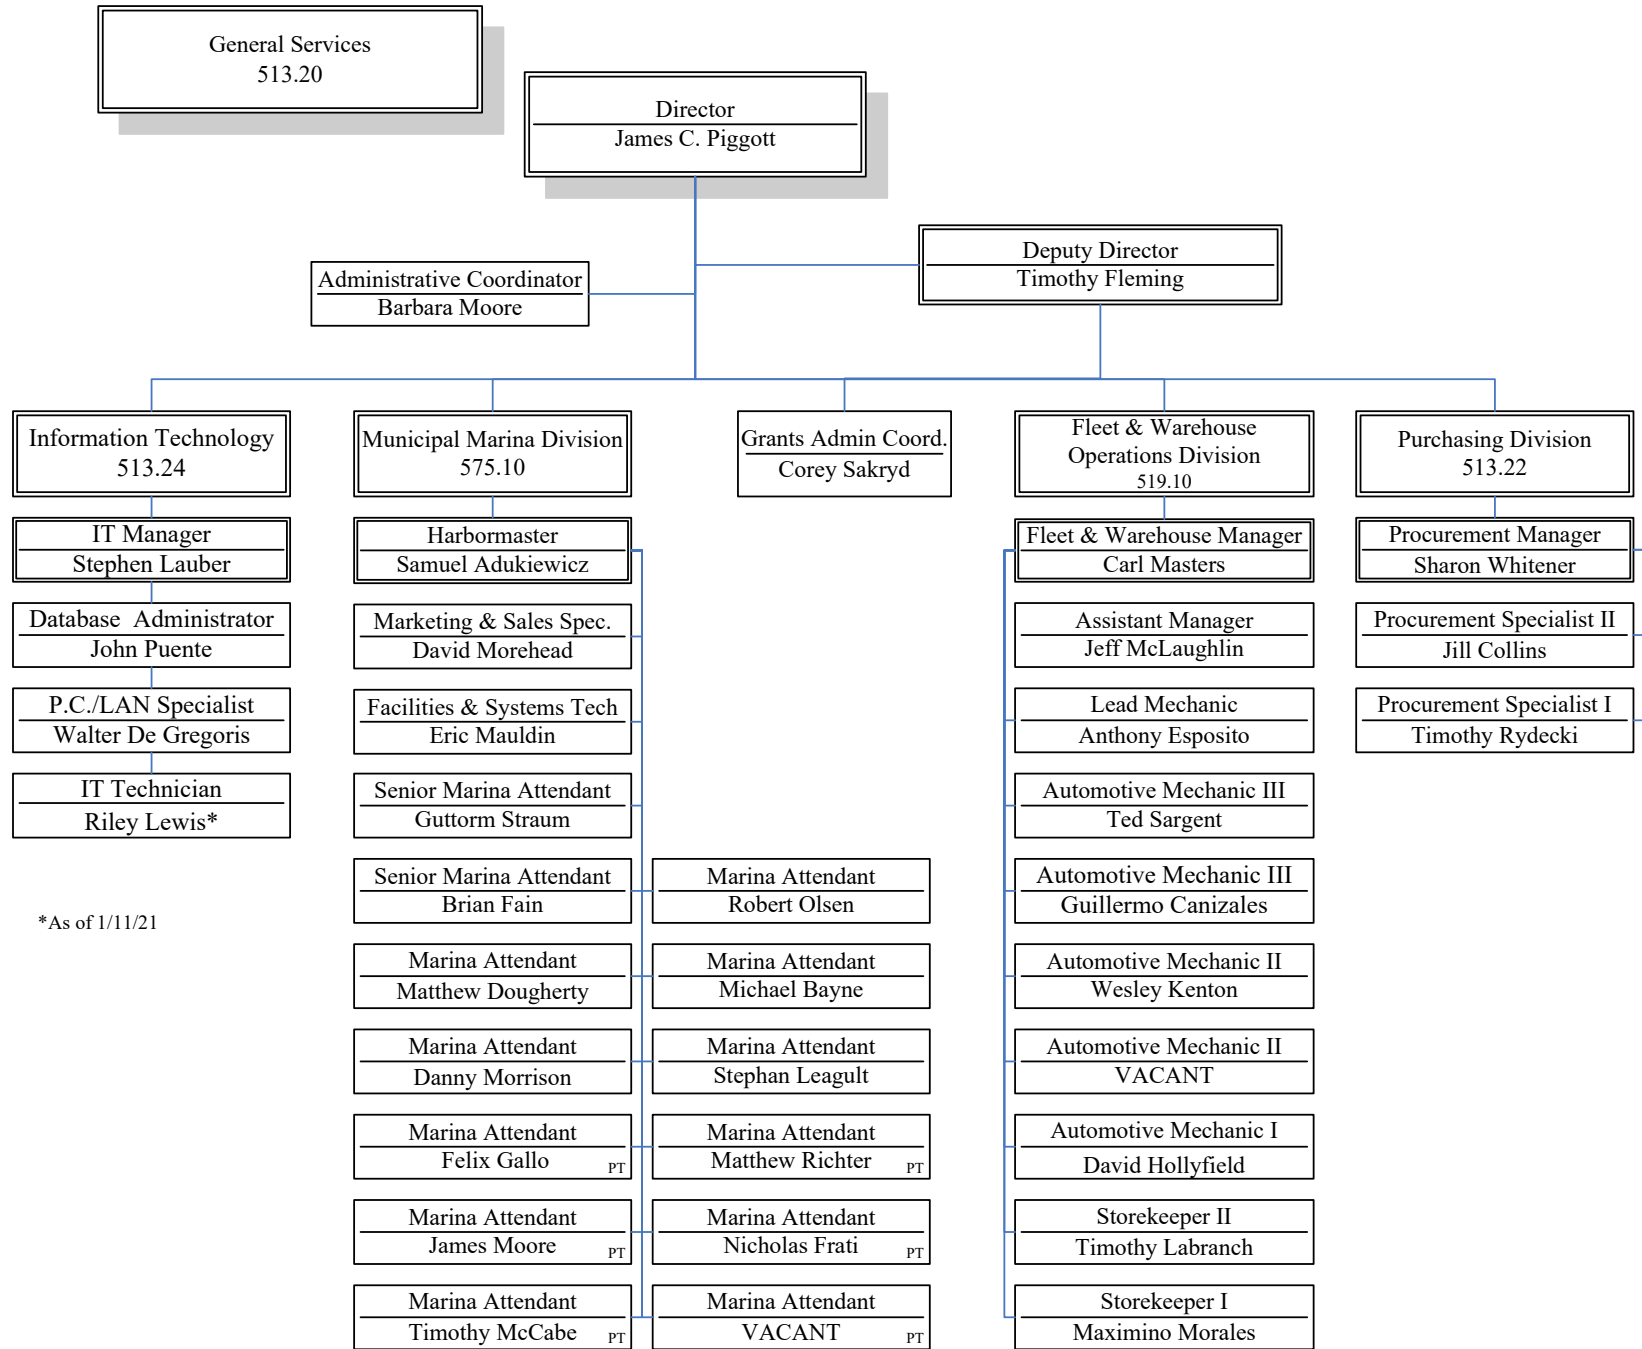 General Services
513.20
Director
James C. Piggott
Deputy Director
Timothy Fleming
Administrative Coordinator
Barbara Moore
Information Technology
513.24
IT Manager
Stephen Lauber
Database  Administrator
John Puente
P.C./LAN Specialist
Walter De Gregoris
IT Technician
Riley Lewis*
*As of 1/11/21
Municipal Marina Division
575.10
Harbormaster
Samuel Adukiewicz
Marketing & Sales Spec.
David Morehead
Facilities & Systems Tech
Eric Mauldin
Senior Marina Attendant
Guttorm Straum
Senior Marina Attendant
Brian Fain
Marina Attendant
Robert Olsen
Marina Attendant
Matthew Dougherty
Marina Attendant
Michael Bayne
Marina Attendant
Danny Morrison
Marina Attendant
Stephan Leagult
Marina Attendant
Felix Gallo PT
Marina Attendant
Matthew Richter PT
Marina Attendant
James Moore PT
Marina Attendant
Nicholas Frati PT
Marina Attendant
Timothy McCabe PT
Marina Attendant
VACANT PT
Grants Admin Coord.
Corey Sakryd
Fleet & Warehouse
Operations Division
519.10
Fleet & Warehouse Manager
Carl Masters
Assistant Manager
Jeff McLaughlin
Lead Mechanic
Anthony Esposito
Automotive Mechanic III
Ted Sargent
Automotive Mechanic III
Guillermo Canizales
Automotive Mechanic II
Wesley Kenton
Automotive Mechanic II
VACANT
Automotive Mechanic I
David Hollyfield
Storekeeper II
Timothy Labranch
Storekeeper I
Maximino Morales
Purchasing Division
513.22
Procurement Manager
Sharon Whitener
Procurement Specialist II
Jill Collins
Procurement Specialist I
Timothy Rydecki